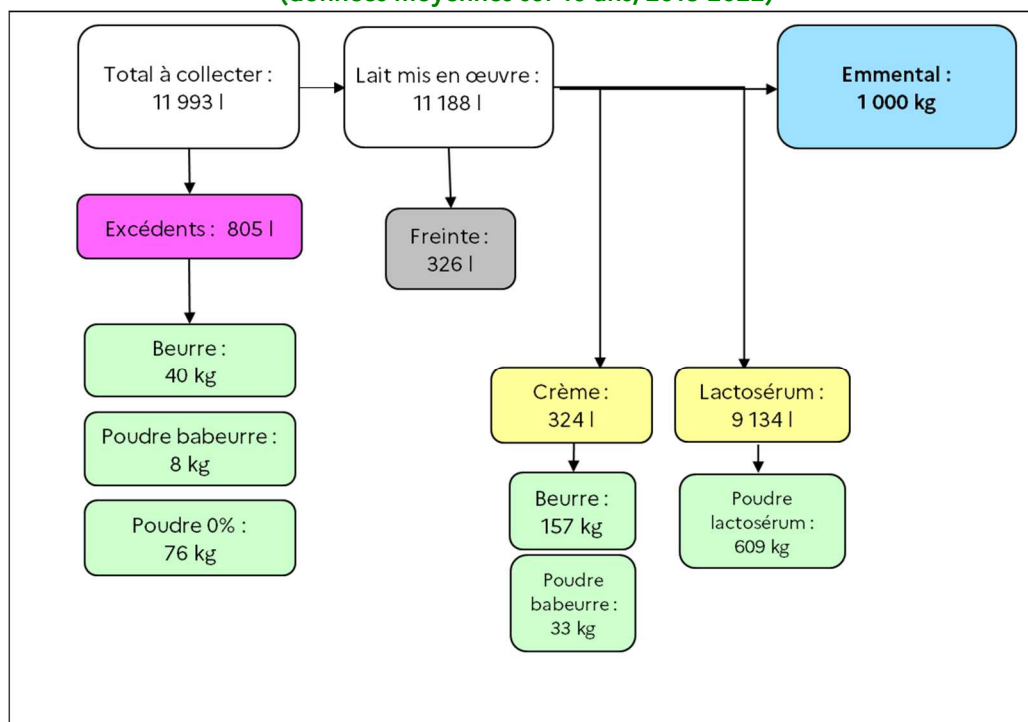 Total à collecter :
11 993 l
Lait mis en œuvre :
11 188 l
Emmental :
1 000 kg
Excédents : 805 l
Freinte :
326 l
Beurre :
40 kg
Poudre babeurre :
8 kg
Poudre 0% :
76 kg
Crème :
324 l
Lactosérum :
9 134 l
Beurre :
157 kg
Poudre
babeurre :
33 kg
Poudre
lactosérum :
609 kg